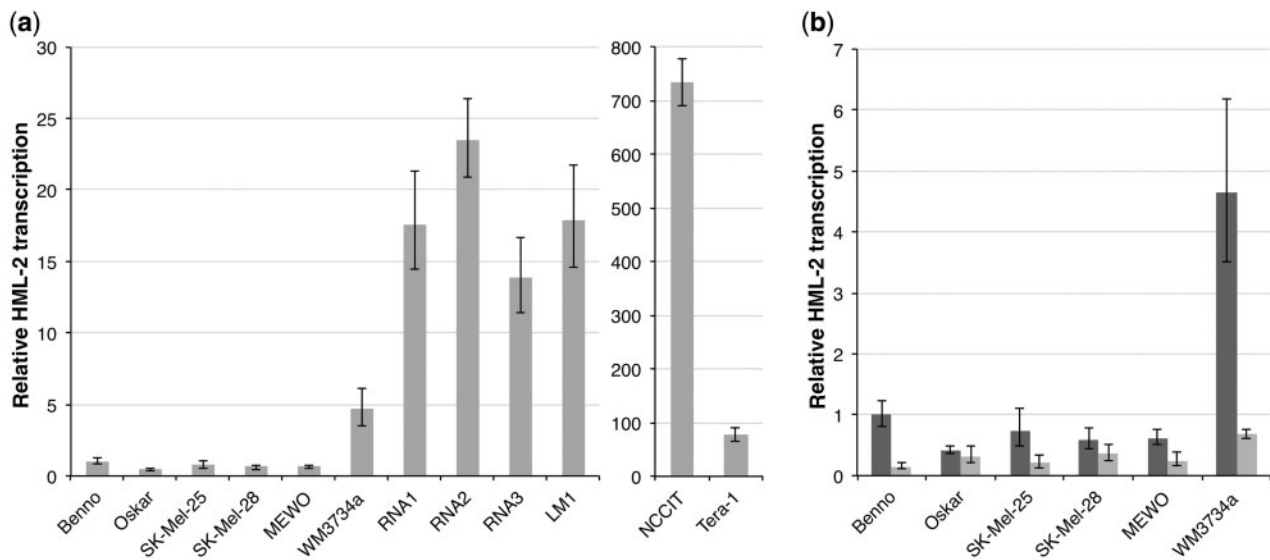 (a)
Relative HML-2 transcription
30
25
20
15
10
5
0
Benno
Oskar
SK-Mel-25
SK-Mel-28
MEWO
WM3734a
RNA1
RNA2
RNA3
LM1
800
700
600
500
400
300
200
100
0
NCCIT
Tera-1
(b)
Relative HML-2 transcription
7
6
5
4
3
2
1
0
Benno
Oskar
SK-Mel-25
SK-Mel-28
MEWO
WM3734a